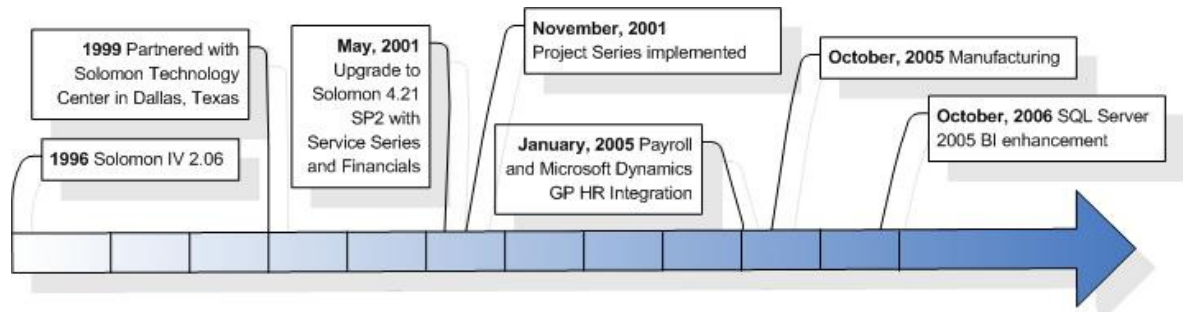 1996 Solomon IV 2.06
1999 Partnered with
Solomon Technology
Center in Dallas, Texas
May, 2001
Upgrade to
Solomon 4.21
SP2 with
Service Series
and Financials
November, 2001
Project Series implemented
January, 2005 Payroll
and Microsoft Dynamics
GP HR Integration
October, 2005 Manufacturing
October, 2006 SQL Server
2005 BI enhancement